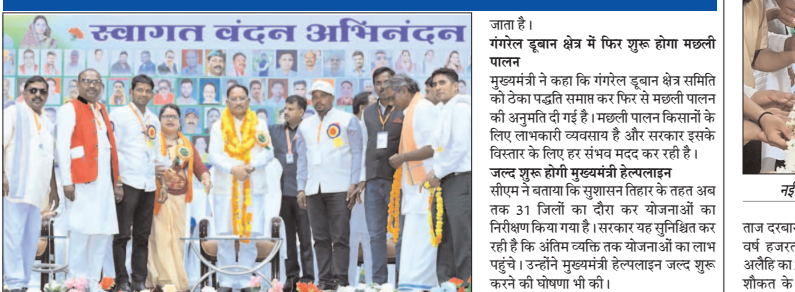 स्वागत वंदन अभिनंदन
जाता है।
गंगरेल डूबान क्षेत्र में फिर शुरू होगा मछली
पालन
मुख्यमंत्री ने कहा कि गंगरेल डूबान क्षेत्र समिति
को ठेका पद्धति समाप्त कर फिर से मछली पालन
की अनुमति दी गई है। मछली पालन किसानों के
लिए लाभकारी व्यवसाय है और सरकार इसके
विस्तार के लिए हर संभव मदद कर रही है।
जल्द शुरू होगी मुख्यमंत्री हेल्पलाइन
सीएम ने बताया कि सुशासन तिहार के तहत अब
तक 31 जिलों का दौरा कर योजनाओं का
निरीक्षण किया गया है। सरकार यह सुनिश्चित कर
रही है कि अंतिम व्यक्ति तक योजनाओं का लाभ
पहुंचे। उन्होंने मुख्यमंत्री हेल्पलाइन जल्द शुरू
करने की घोषणा भी की।
नई
ताज दरबा
वर्ष हजरत
अलैहि का
शौकत के